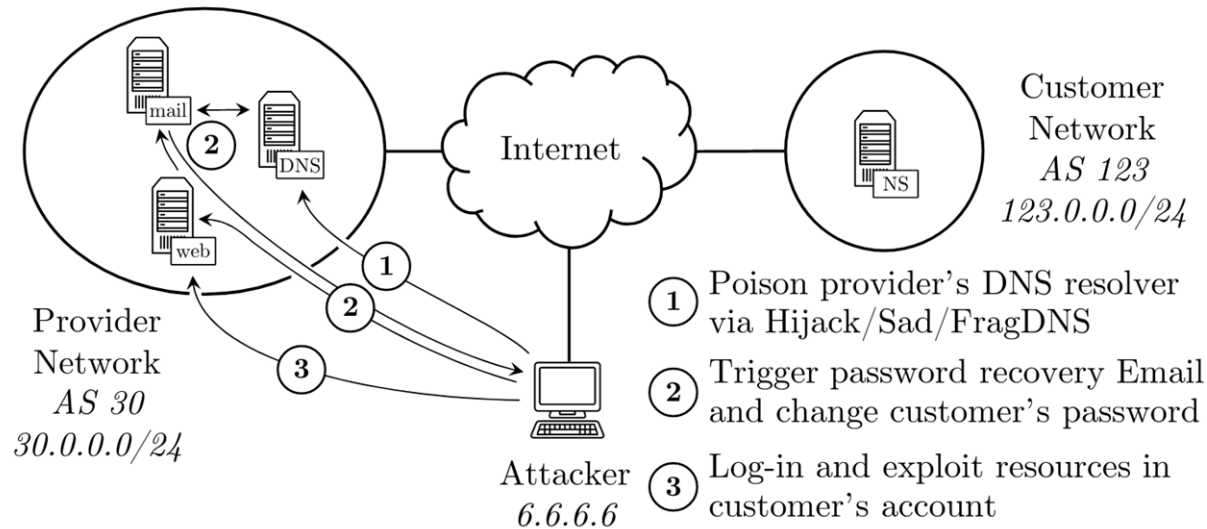 mail
2
DNS
web
Internet
NS
Customer
Network
AS 123
123.0.0.0/24
1
2
3
Provider
Network
AS 30
30.0.0.0/24
Attacker
6.6.6.6
1 Poison provider's DNS resolver
via Hijack/Sad/FragDNS
2 Trigger password recovery Email
and change customer's password
3 Log-in and exploit resources in
customer's account